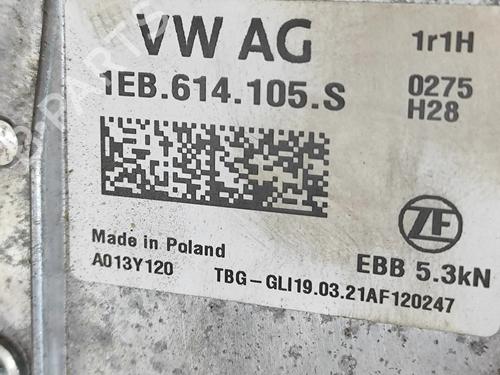 VW AG
1r1H
1EB.614.105.S
0275
H28
ZF
Made in Poland
EBB 5.3kN
A013Y120
TBG-GLI19.03.21AF120247